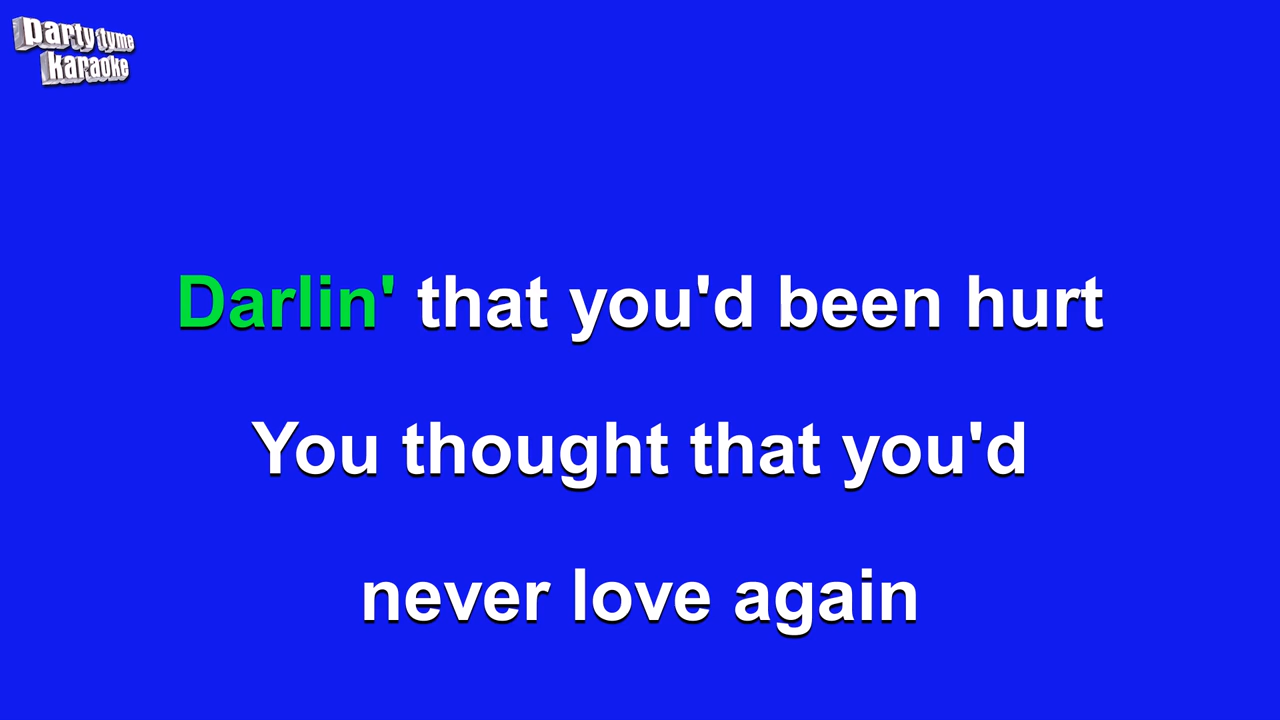 party tyme
karaoke
Darlin' that you'd been hurt
You thought that you'd
never love again